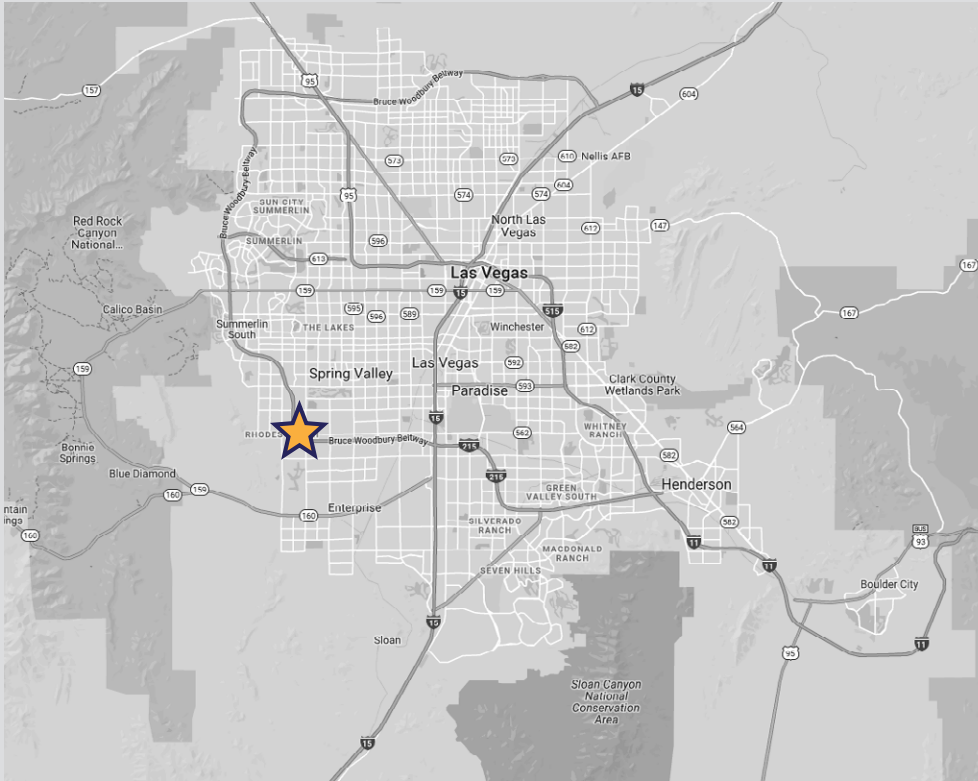 95
157
Bruce Woodbury Beltway
15
604
573
573
610
Nellis AFB
Bruce Woodbury Beltway
604
95
574
574
SUN CITY
SUMMERLIN
Red Rock
Canyon
National...
North Las
Vegas
147
612
SUMMERLIN
596
613
167
Las Vegas
159
159
15
159
Calico Basin
595
596
589
515
167
Summerlin
South
THE LAKES
Winchester
612
582
Las Vegas
592
159
Spring Valley
Paradise
593
Clark County
Wetlands Park
15
564
RHODES
Bruce Woodbury Beltway
562
WHITNEY
RANCH
215
Bonnie
Springs
582
Blue Diamond
215
160
159
GREEN
VALLEY SOUTH
Henderson
ntain
ings
160
Enterprise
160
SILVERADO
RANCH
582
BUS
93
11
MACDONALD
RANCH
SEVEN HILLS
11
Boulder City
15
Sloan
11
95
Sloan Canyon
National
Conservation
Area
15